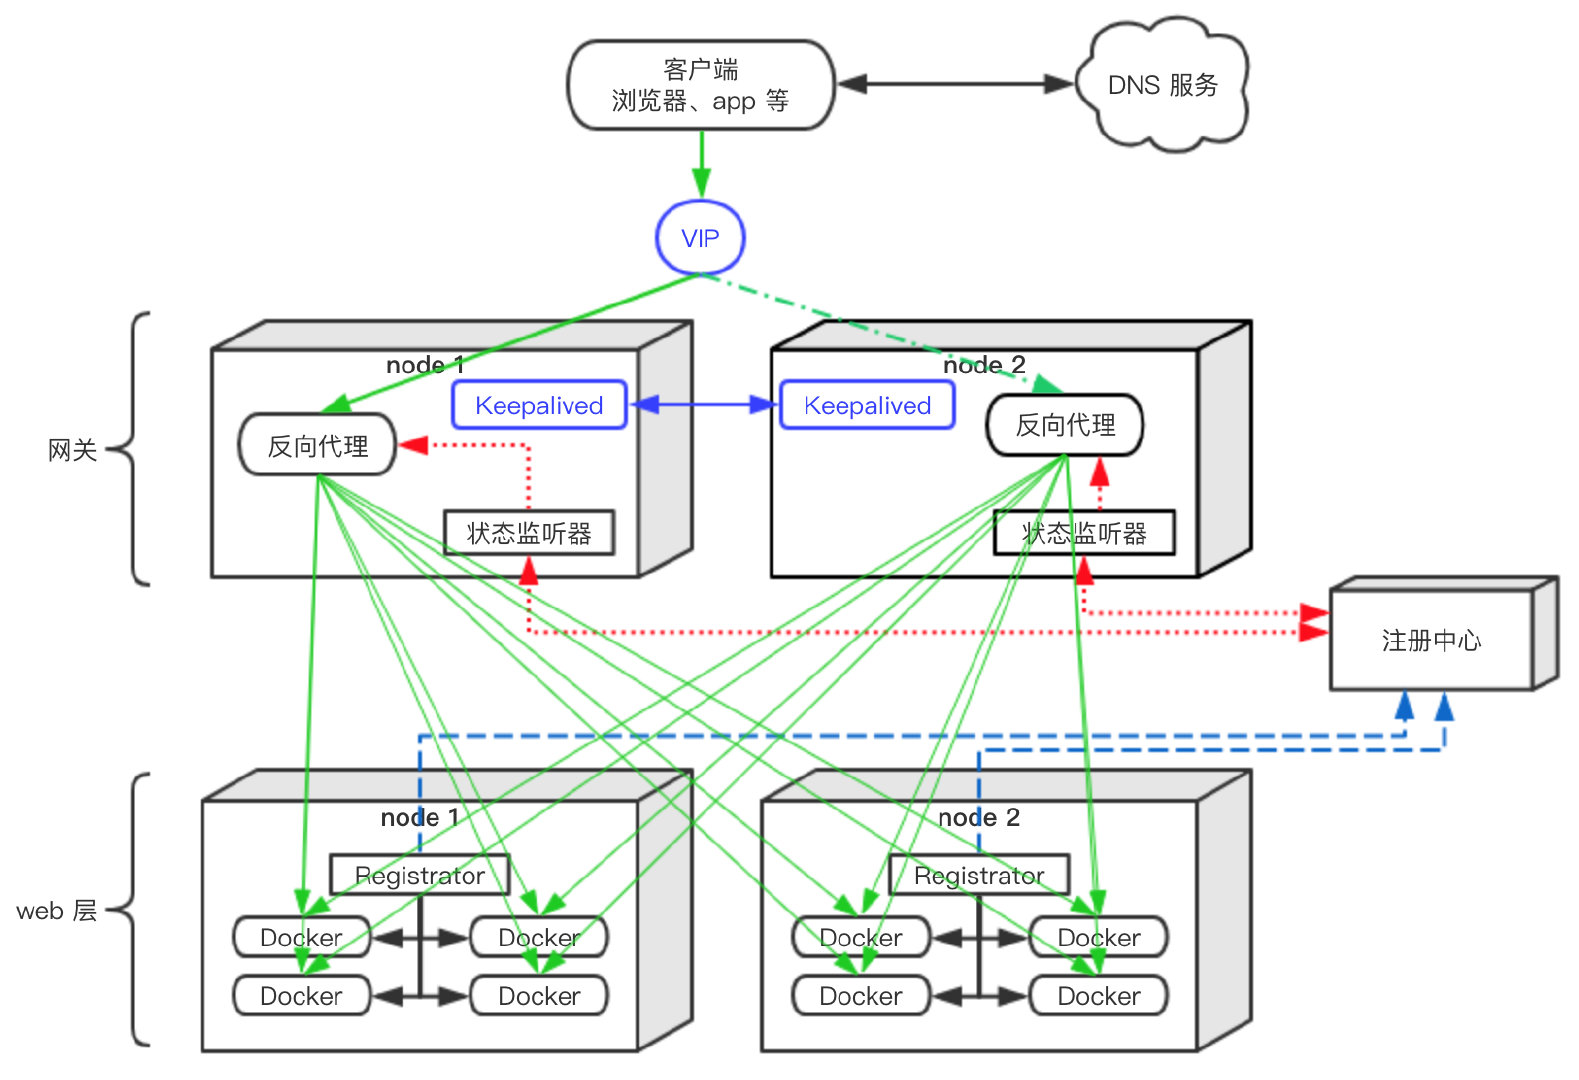 客户端
浏览器、app 等
DNS 服务
VIP
node 1
node 2
Keepalived
Keepalived
反向代理
反向代理
网关
状态监听器
状态监听器
注册中心
node 1
node 2
Registrator
Registrator
web 层
Docker
Docker
Docker
Docker
Docker
Docker
Docker
Docker